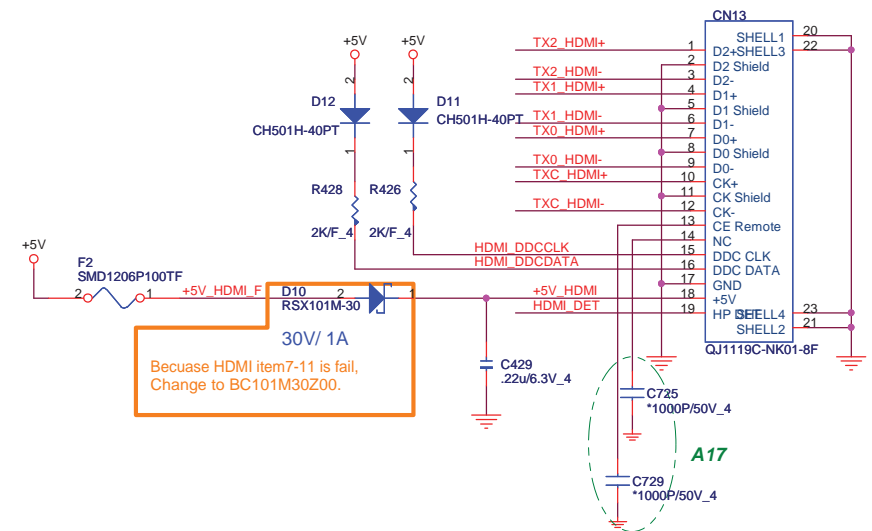 CN13
20
SHELL1
22
SHELL3
+5V
+5V
TX2_HDMI+
1
D2+
2
D2 Shield
TX2_HDMI-
3
D2-
TX1_HDMI+
4
D1+
5
D1 Shield
TX1_HDMI-
6
D1-
TX0_HDMI+
7
D0+
8
D0 Shield
TX0_HDMI-
9
D0-
TXC_HDMI+
10
CK+
11
CK Shield
TXC_HDMI-
12
CK-
13
CE Remote
14
NC
HDMI_DDCCLK
15
DDC CLK
HDMI_DDCDATA
16
DDC DATA
17
GND
+5V_HDMI
18
+5V
HDMI_DET
19
HP DET
SHELL4
23
SHELL2
21
QJ1119C-NK01-8F
2
2
D12
CH501H-40PT
D11
CH501H-40PT
1
1
R428
R426
2K/F_4
2K/F_4
+5V
F2
SMD1206P100TF
2
1
+5V_HDMI_F
D10
RSX101M-30
2
1
30V/ 1A
Becuase HDMI item7-11 is fail,
Change to BC101M30Z00.
C429
.22u/6.3V_4
C725
*1000P/50V_4
A17
C729
*1000P/50V_4